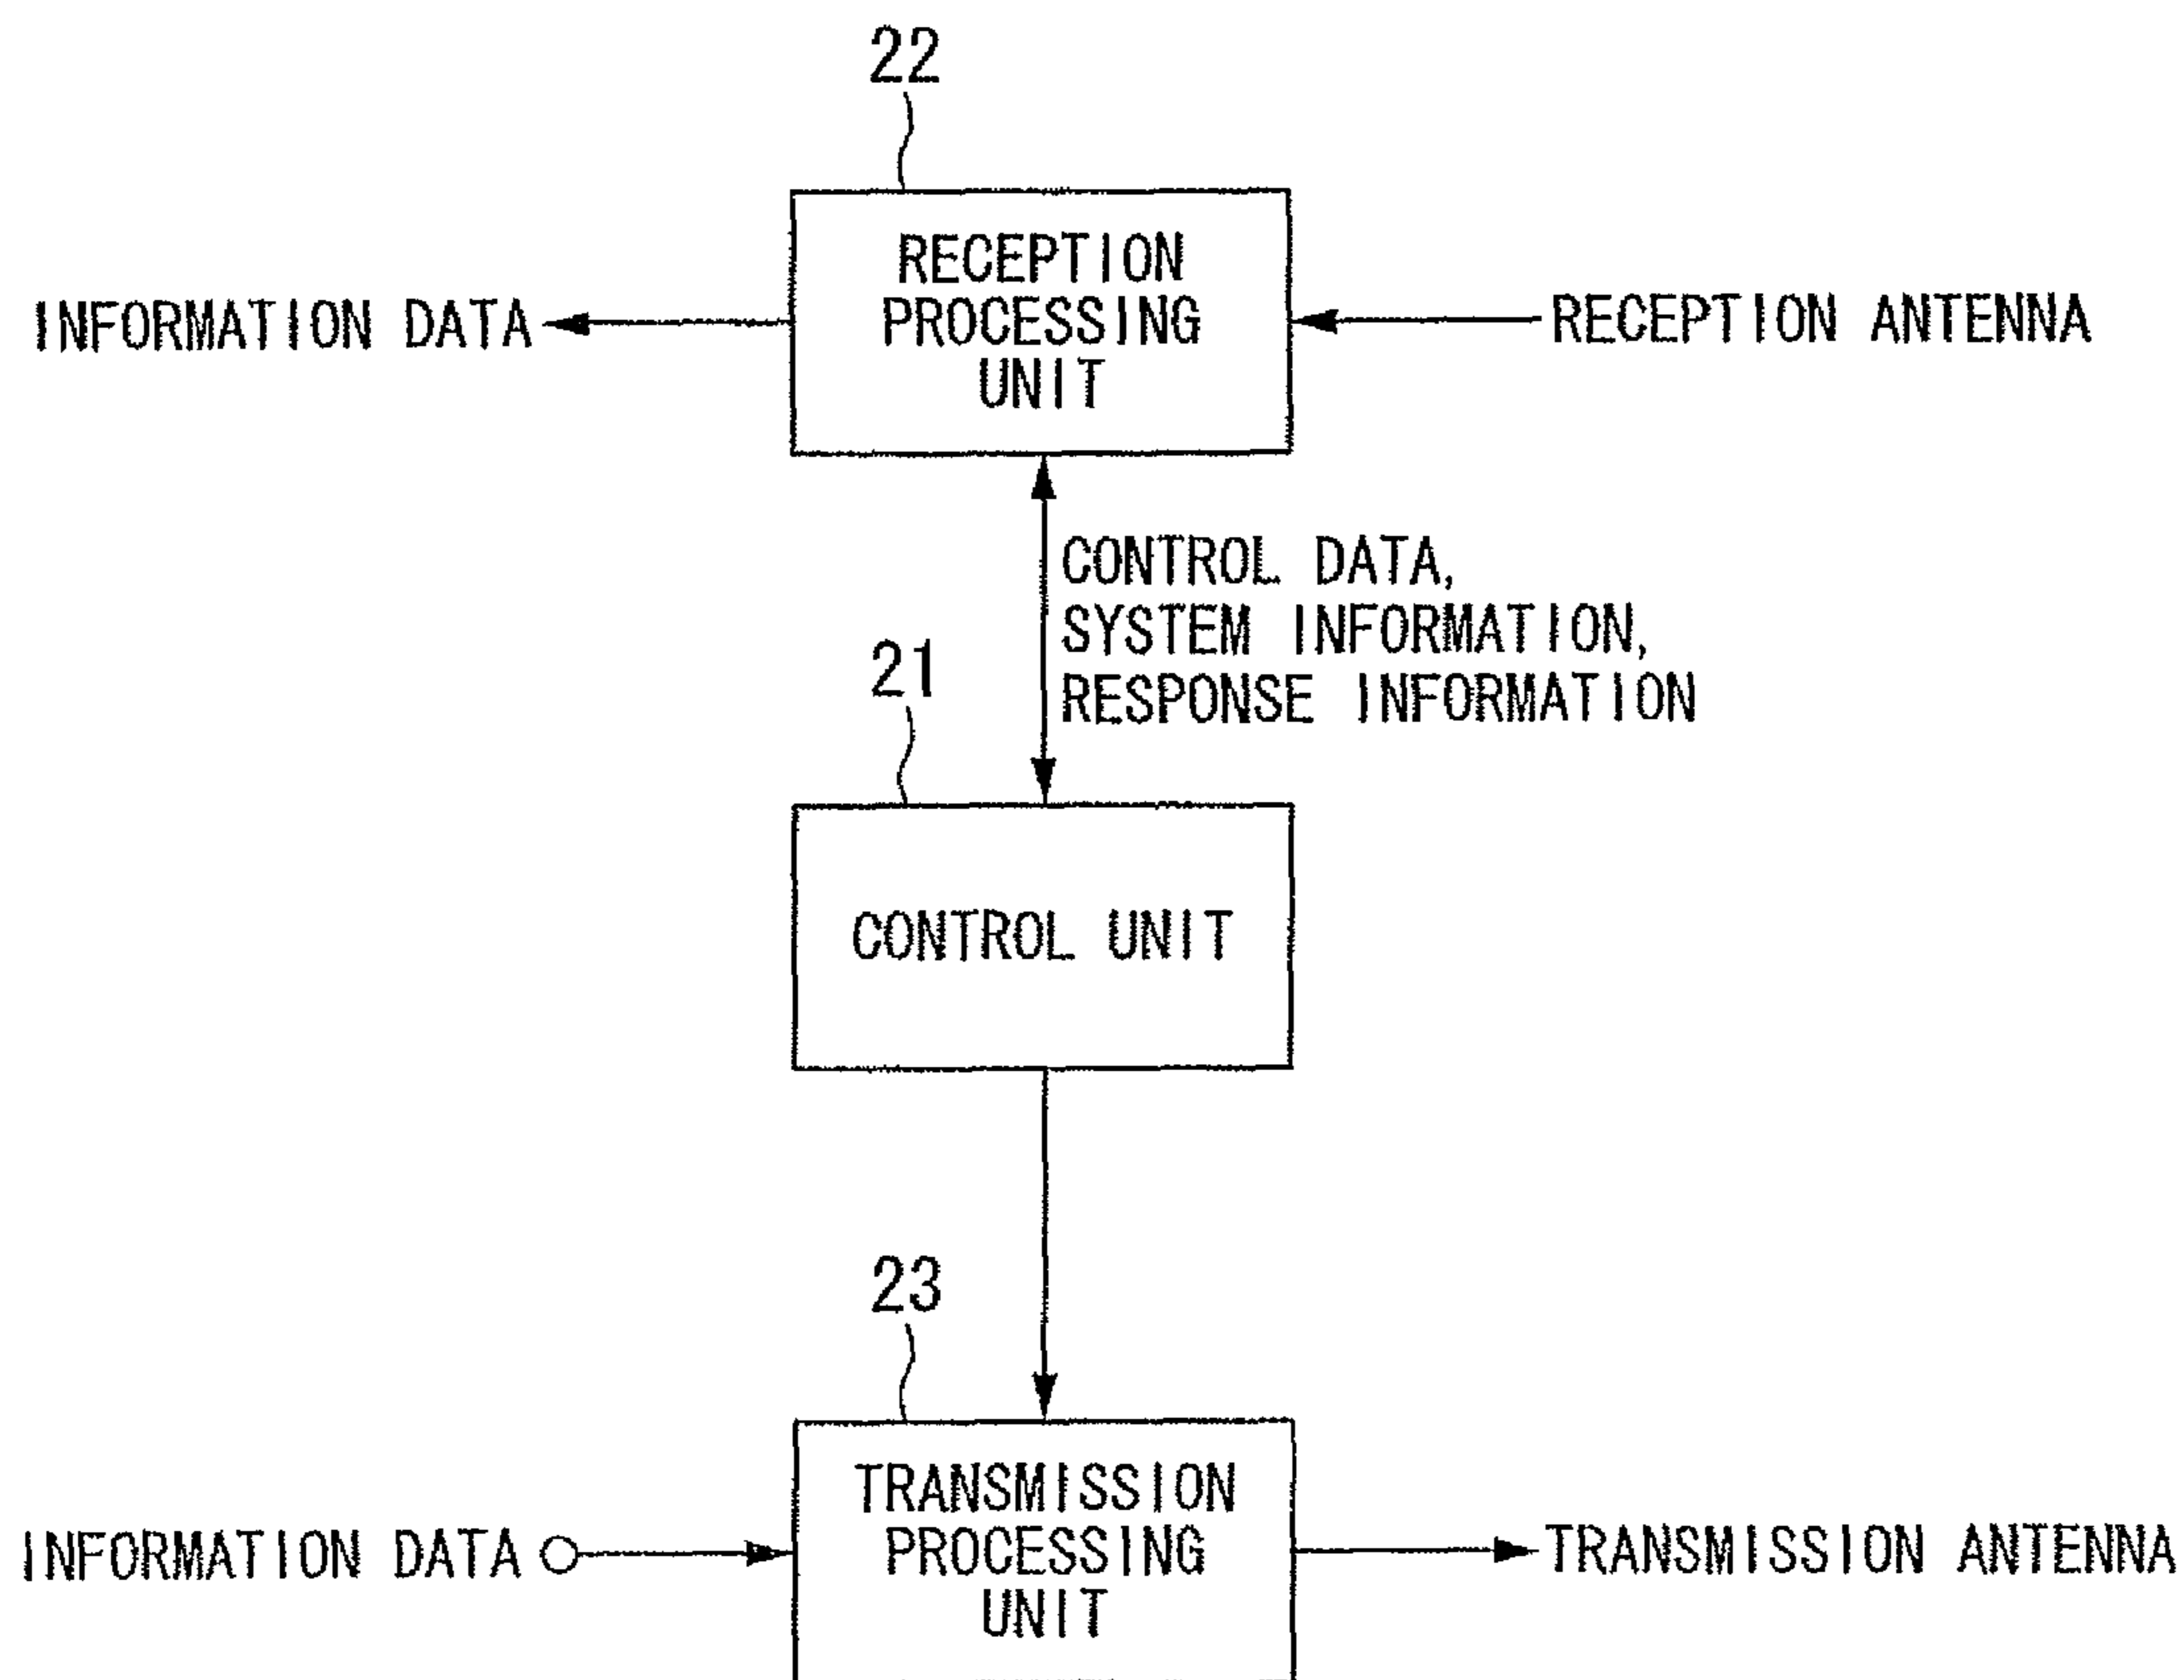 22
RECEPTION
PROCESSING
UNIT
INFORMATION DATA
RECEPTION ANTENNA
CONTROL DATA,
SYSTEM INFORMATION,
RESPONSE INFORMATION
21
CONTROL UNIT
23
TRANSMISSION
PROCESSING
UNIT
INFORMATION DATA
TRANSMISSION ANTENNA